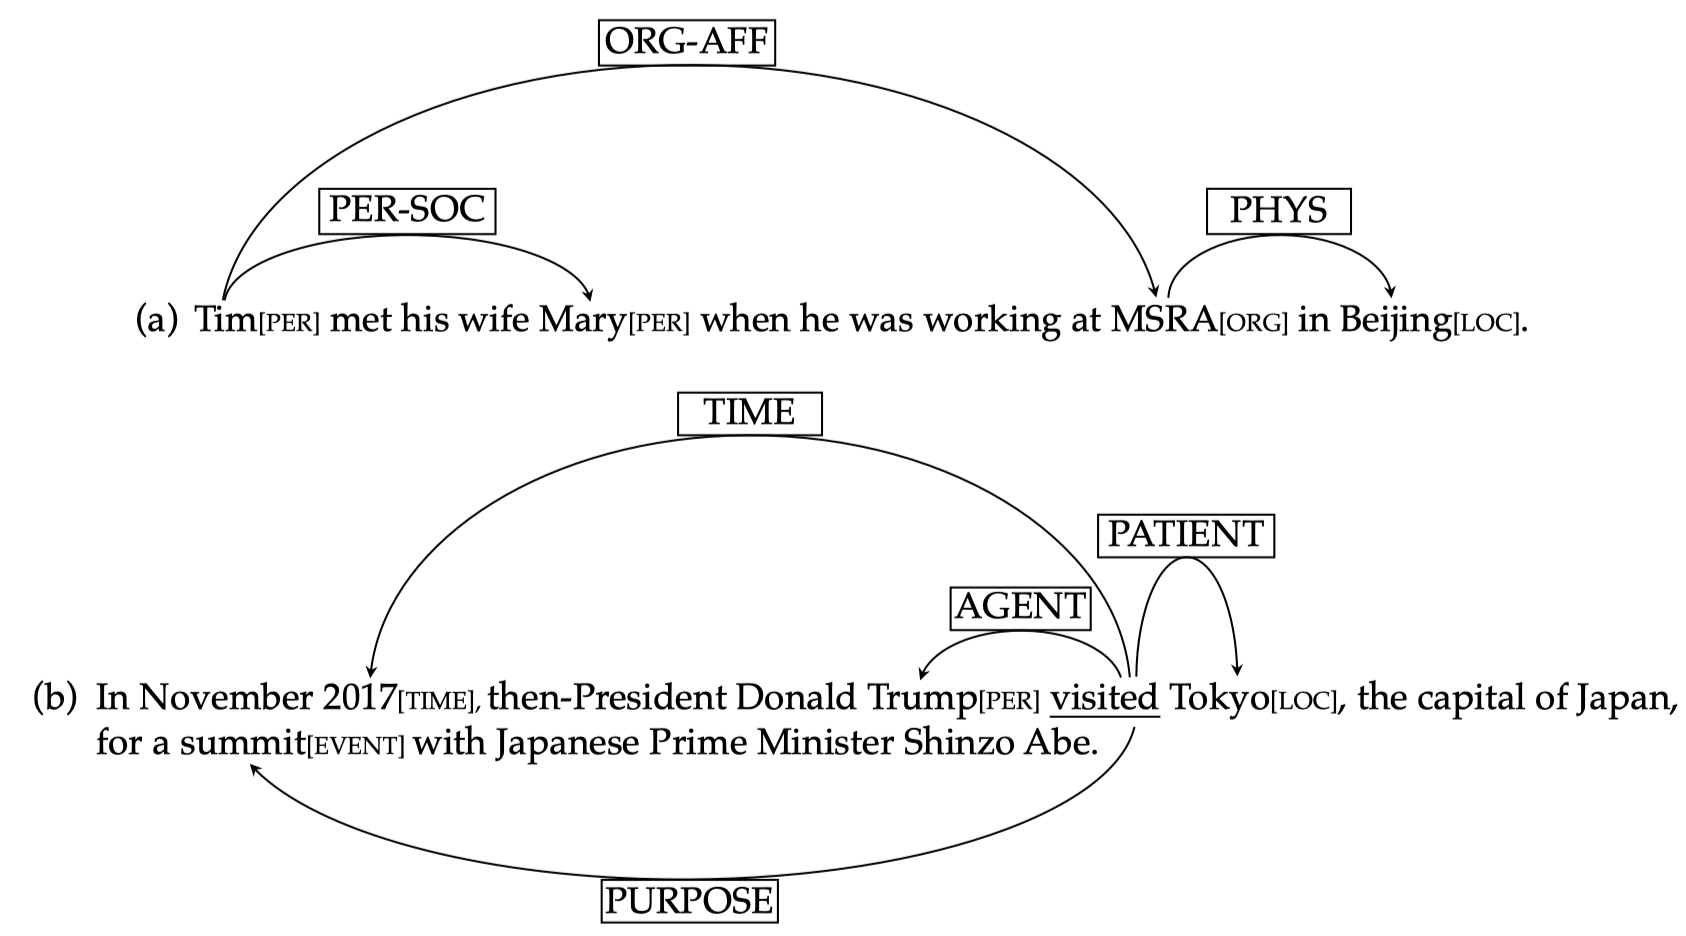 ORG-AFF
PER-SOC
PHYS
(a) Tim[PER] met his wife Mary[PER] when he was working at MSRA[ORG] in Beijing[LOC].
TIME
PATIENT
AGENT
(b) In November 2017[TIME], then-President Donald Trump[PER] visited Tokyo[LOC], the capital of Japan,
for a summit[EVENT] with Japanese Prime Minister Shinzo Abe.
PURPOSE